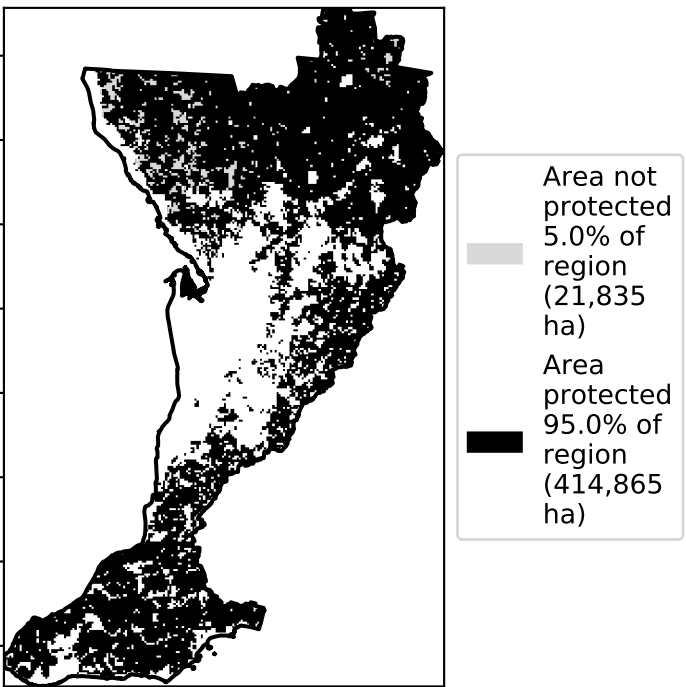 Area not
protected
5.0% of
region
(21,835
ha)
Area
protected
95.0% of
region
(414,865
ha)